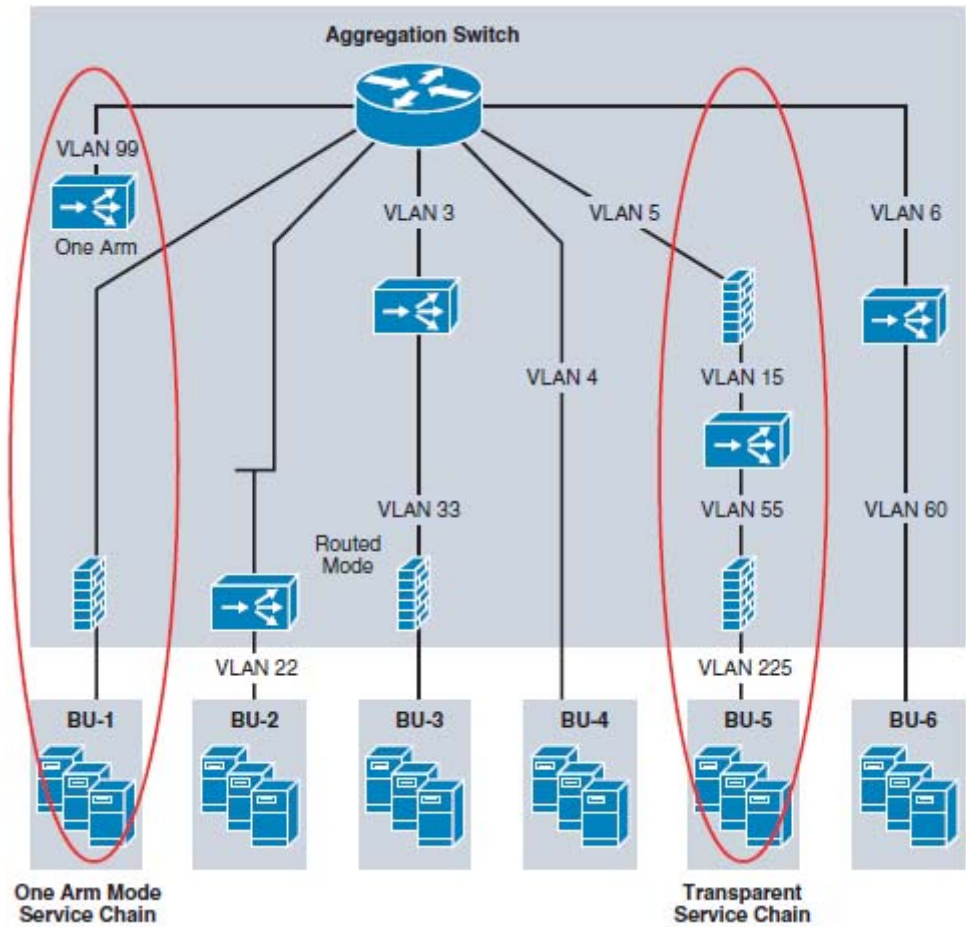 Aggregation Switch
VLAN 99
One Arm
VLAN 3
VLAN 5
VLAN 6
VLAN 4
VLAN 15
VLAN 33
VLAN 55
VLAN 60
Routed
Mode
VLAN 22
VLAN 225
BU-1
BU-2
BU-3
BU-4
BU-5
BU-6
One Arm Mode
Service Chain
Transparent
Service Chain